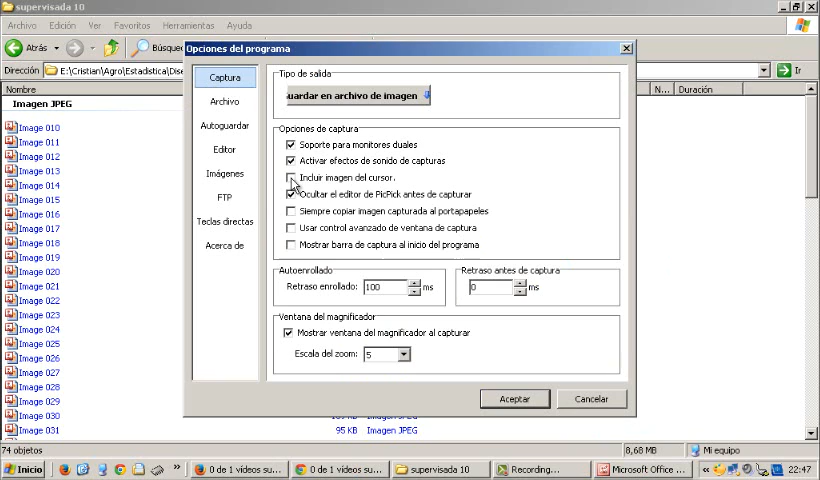 supervisada 10
Archivo Edición Ver Favoritos Herramientas Ayuda
Atrás Búsque
Dirección E:\Cristian\Agro\Estadistica\Dise Ir
Nombre N... Duración
Imagen JPEG
Image 010
Image 011
Image 012
Image 013
Image 014
Image 015
Image 016
Image 017
Image 018
Image 019
Image 020
Image 021
Image 022
Image 023
Image 024
Image 025
Image 026
Image 027
Image 028
Image 029
Image 030
Image 031
95 KB Imagen JPEG
Opciones del programa
Captura
Archivo
Autoguardar
Editor
Imágenes
FTP
Teclas directas
Acerca de
Tipo de salida
uardar en archivo de imagen
Opciones de captura
Soporte para monitores duales
Activar efectos de sonido de capturas
Incluir imagen del cursor.
Ocultar el editor de PicPick antes de capturar
Siempre copiar imagen capturada al portapapeles
Usar control avanzado de ventana de captura
Mostrar barra de captura al inicio del programa
Autoenrollado
Retraso enrollado: 100 ms
Retraso antes de captura
0 ms
Ventana del magnificador
Mostrar ventana del magnificador al capturar
Escala del zoom: 5
Aceptar Cancelar
74 objetos 8,68 MB Mi equipo
Inicio » 0 de 1 vídeos su... 0 de 1 vídeos su... supervisada 10 Recording... Microsoft Office ... « 22:47